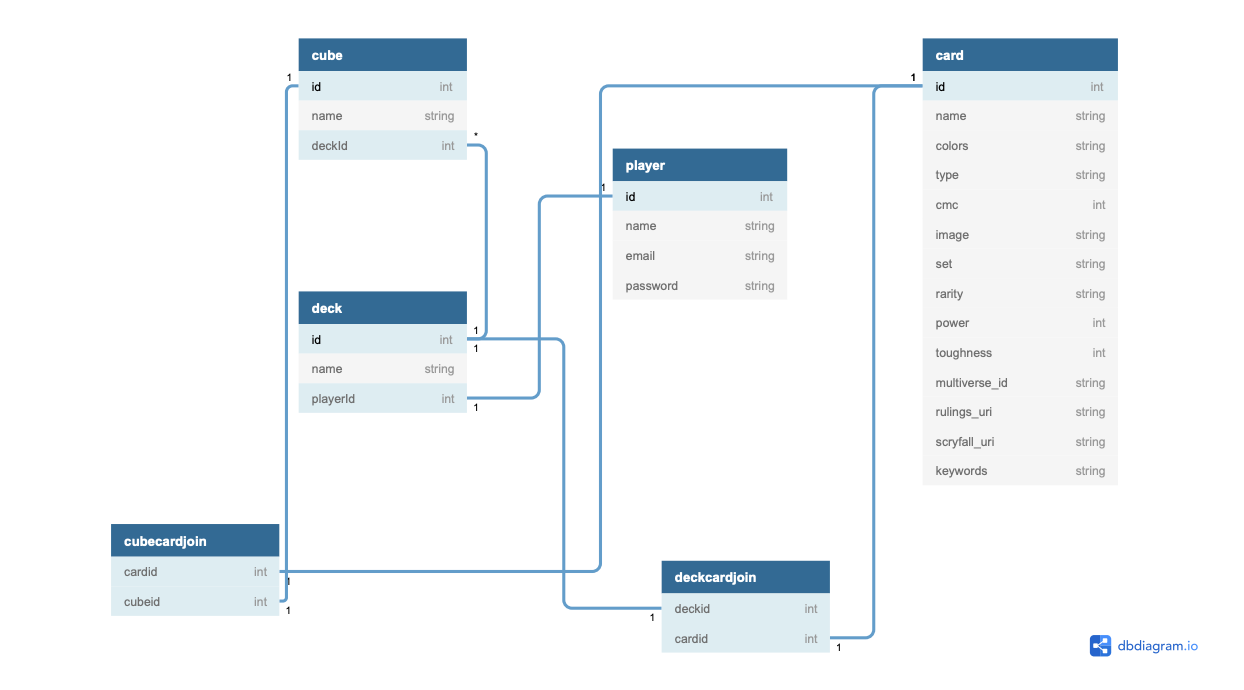 cube
1
id int
name string
deckId int
*
card
1
id int
name string
colors string
type string
cmc int
image string
set string
rarity string
power int
toughness int
multiverse_id string
rulings_uri string
scryfall_uri string
keywords string
player
1
id int
name string
email string
password string
deck
1
id int
1
name string
playerId int
1
cubecardjoin
cardid int
1
cubeid int
1
deckcardjoin
deckid int
1
cardid int
1
dbdiagram.io